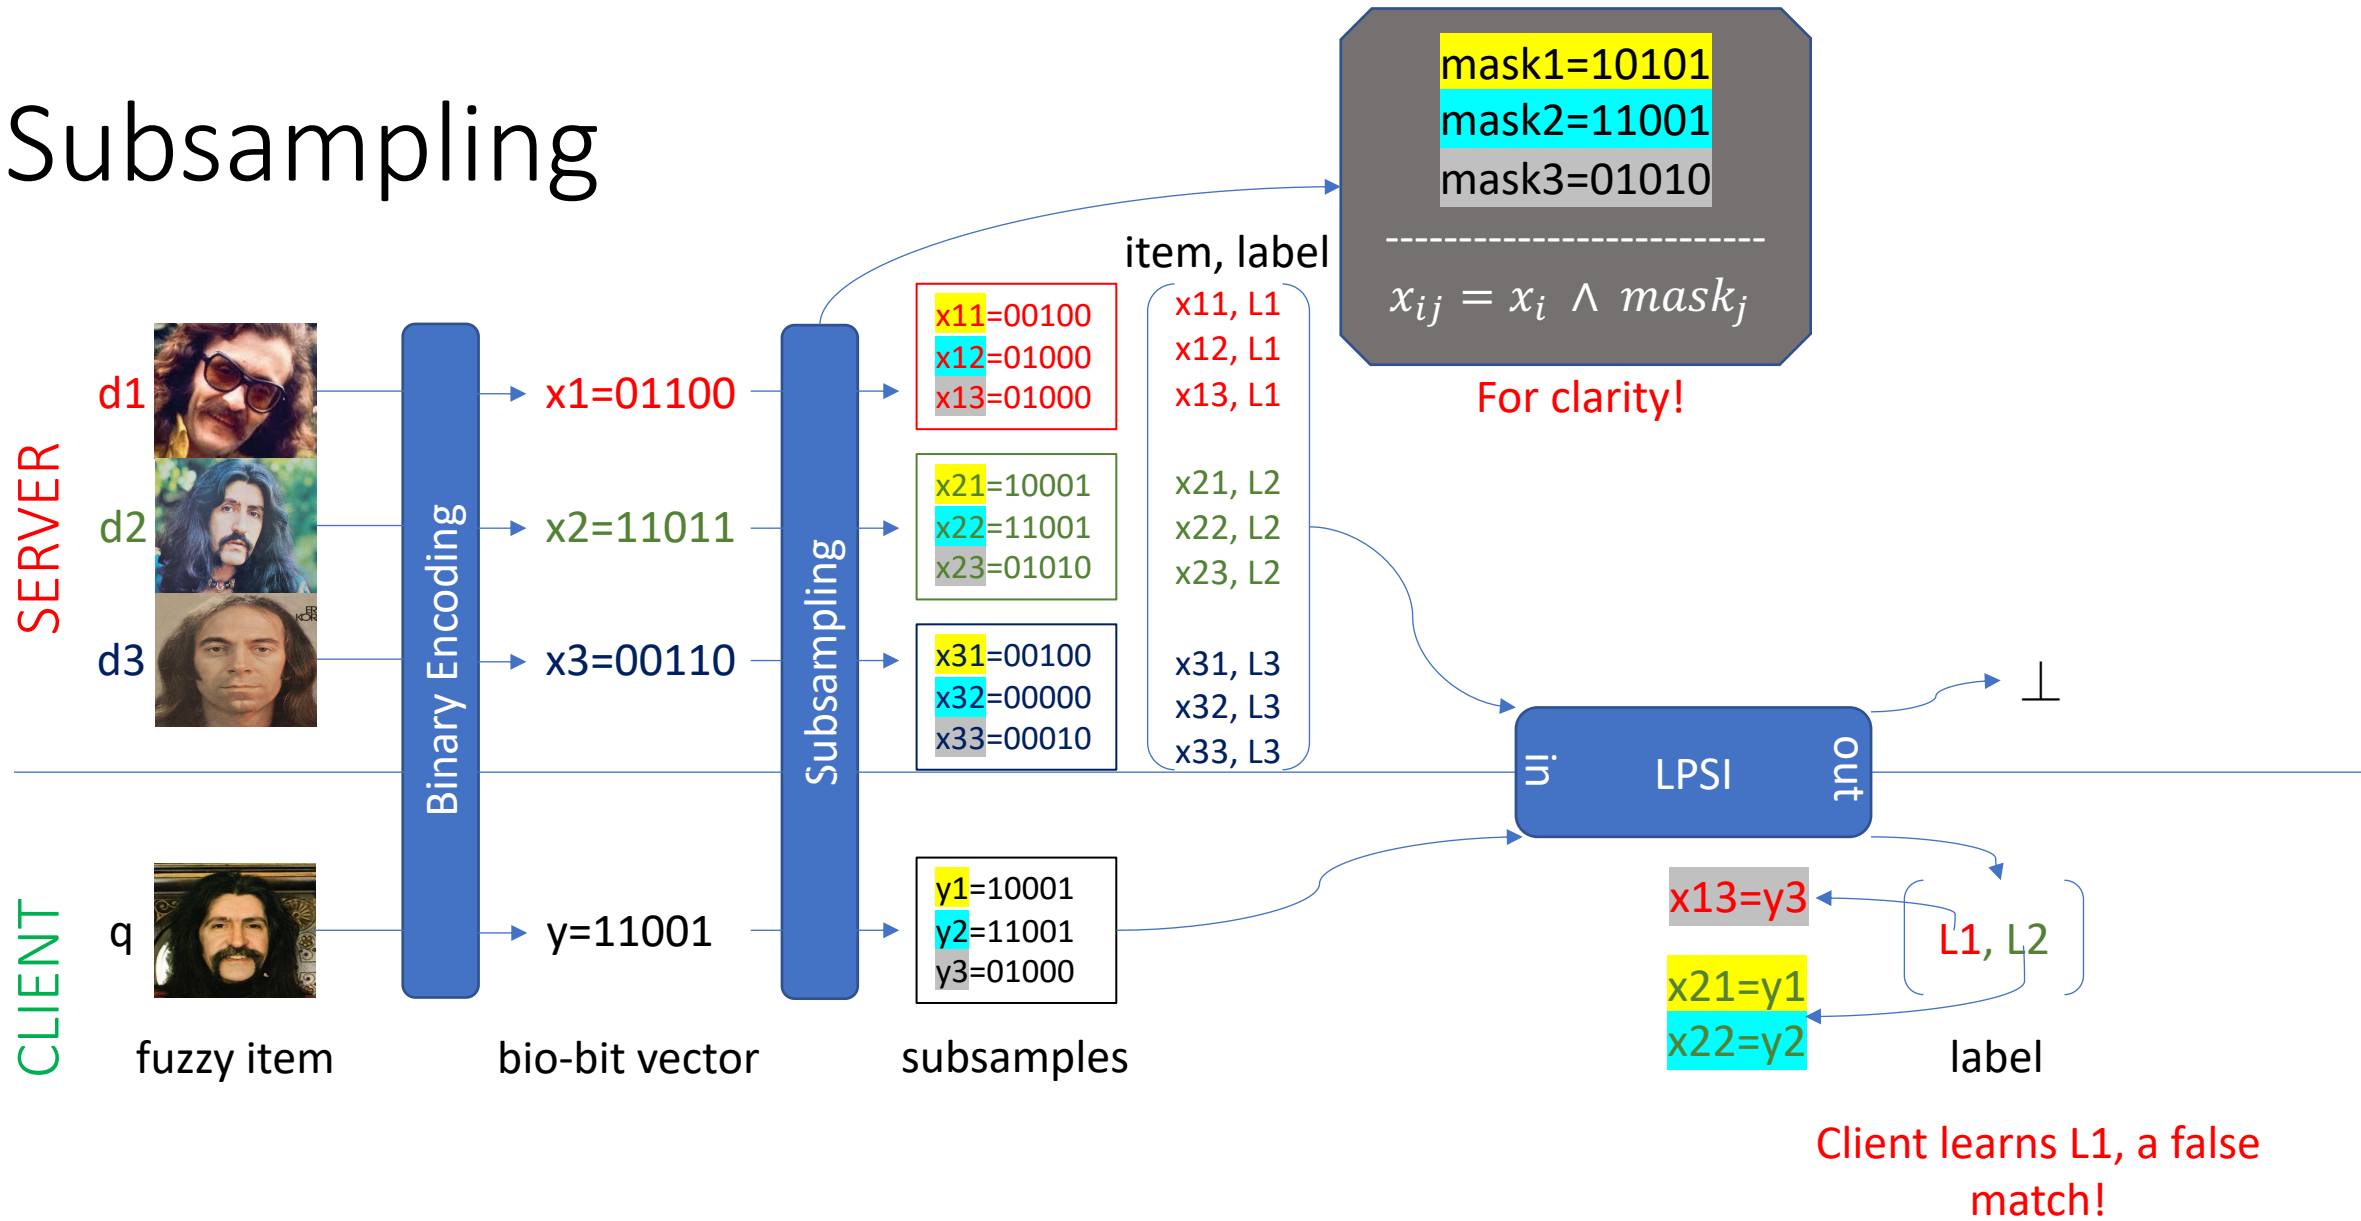 Subsampling
mask1=10101
mask2=11001
mask3=01010
---------------------------
x_{ij} = x_i ∧ mask_j
For clarity!
item, label
SERVER
d1
x1=01100
x11=00100
x12=01000
x13=01000
x11, L1
x12, L1
x13, L1
d2
x2=11011
x21=10001
x22=11001
x23=01010
x21, L2
x22, L2
x23, L2
d3
x3=00110
x31=00100
x32=00000
x33=00010
x31, L3
x32, L3
x33, L3
Binary Encoding
Subsampling
in
LPSI
out
⊥
CLIENT
q
y=11001
y1=10001
y2=11001
y3=01000
x13=y3
L1, L2
x21=y1
x22=y2
fuzzy item
bio-bit vector
subsamples
label
Client learns L1, a false
match!